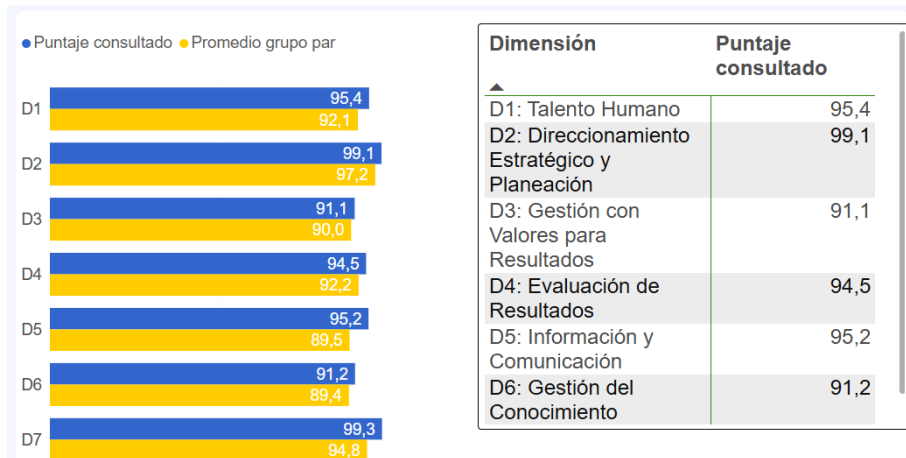 Puntaje consultado Promedio grupo par
D1
95,4
92,1
D2
99,1
97,2
D3
91,1
90,0
D4
94,5
92,2
D5
95,2
89,5
D6
91,2
89,4
D7
99,3
94,8
Dimensión Puntaje
consultado
D1: Talento Humano 95,4
D2: Direccionamiento 99,1
Estratégico y
Planeación
D3: Gestión con 91,1
Valores para
Resultados
D4: Evaluación de 94,5
Resultados
D5: Información y 95,2
Comunicación
D6: Gestión del 91,2
Conocimiento